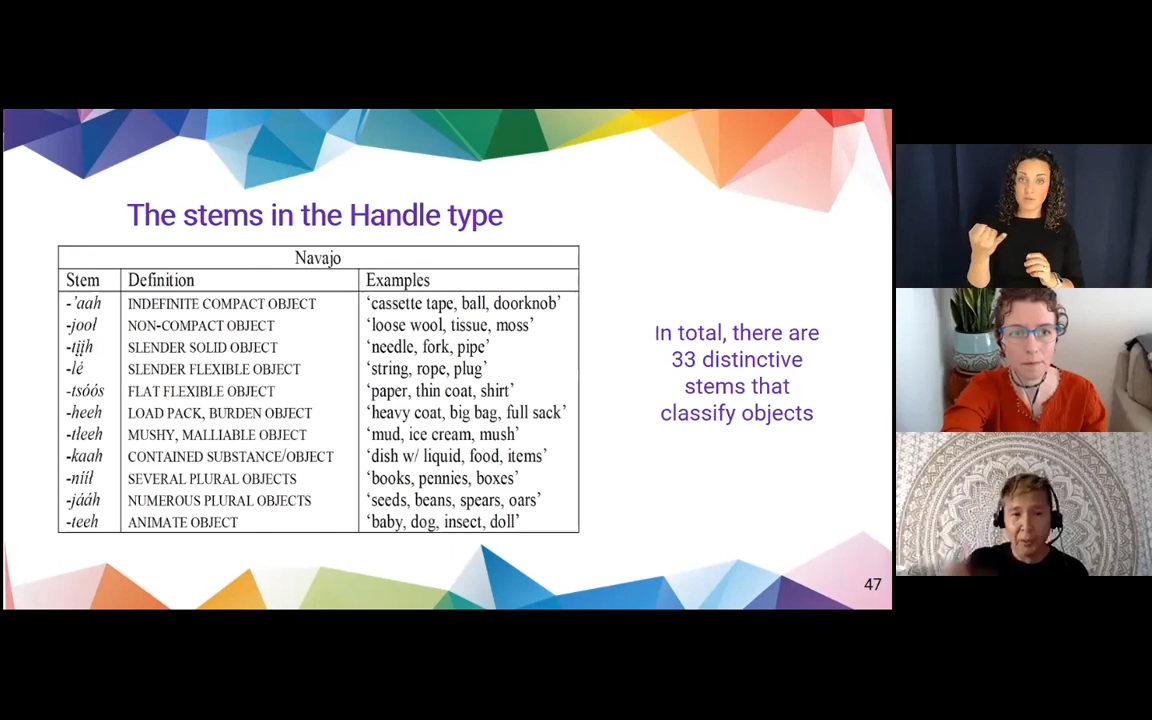 The stems in the Handle type
Navajo
Stem Definition Examples
-’aah INDEFINITE COMPACT OBJECT ‘cassette tape, ball, doorknob’
-jooł NON-COMPACT OBJECT ‘loose wool, tissue, moss’
-tįįh SLENDER SOLID OBJECT ‘needle, fork, pipe’
-lé SLENDER FLEXIBLE OBJECT ‘string, rope, plug’
-tsóós FLAT FLEXIBLE OBJECT ‘paper, thin coat, shirt’
-heeh LOAD PACK, BURDEN OBJECT ‘heavy coat, big bag, full sack’
-tłeeh MUSHY, MALLIABLE OBJECT ‘mud, ice cream, mush’
-kaah CONTAINED SUBSTANCE/OBJECT ‘dish w/ liquid, food, items’
-nííł SEVERAL PLURAL OBJECTS ‘books, pennies, boxes’
-jááh NUMEROUS PLURAL OBJECTS ‘seeds, beans, spears, oars’
-teeh ANIMATE OBJECT ‘baby, dog, insect, doll’
In total, there are
33 distinctive
stems that
classify objects
47